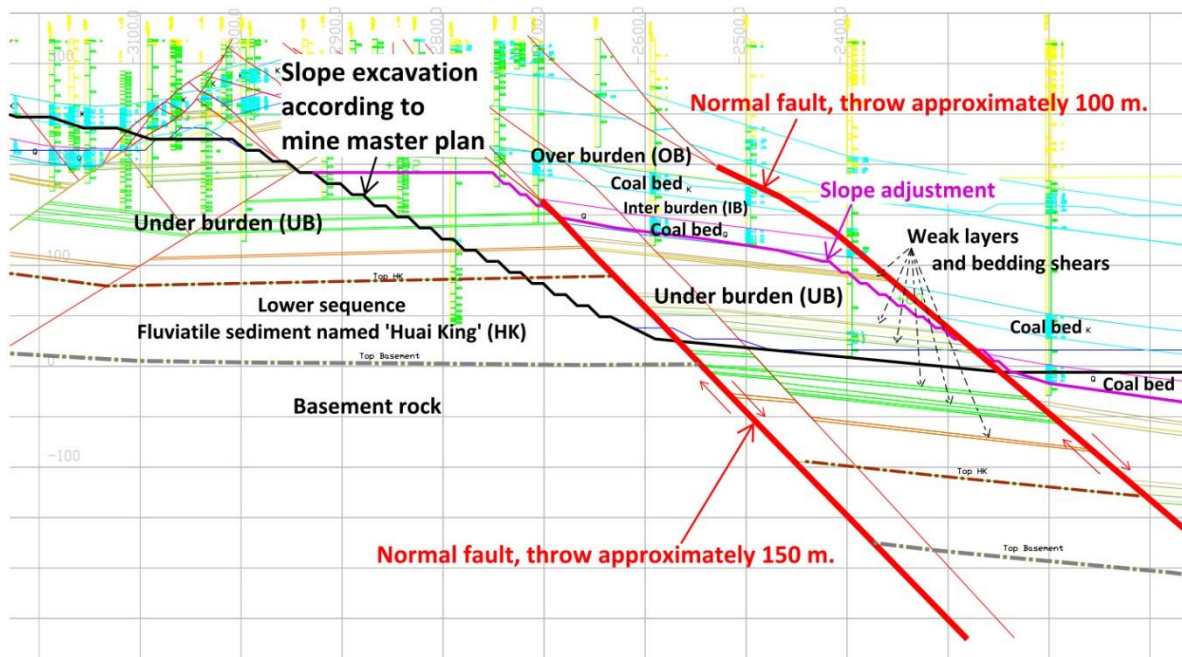 -3100.0
-2900.0
-2800.0
-2600.0
-2500.0
-2400.0
Slope excavation
according to
mine master plan
Normal fault, throw approximately 100 m.
Over burden (OB)
Coal bed K
Slope adjustment
Inter burden (IB)
Coal bed Q
Under burden (UB)
Weak layers
and bedding shears
100
Top HK
Under burden (UB)
Lower sequence
Fluviatile sediment named 'Huai King' (HK)
Coal bed K
Top Basement
0
Q Coal bed
Basement rock
-100
Top HK
Normal fault, throw approximately 150 m.
Top Basement